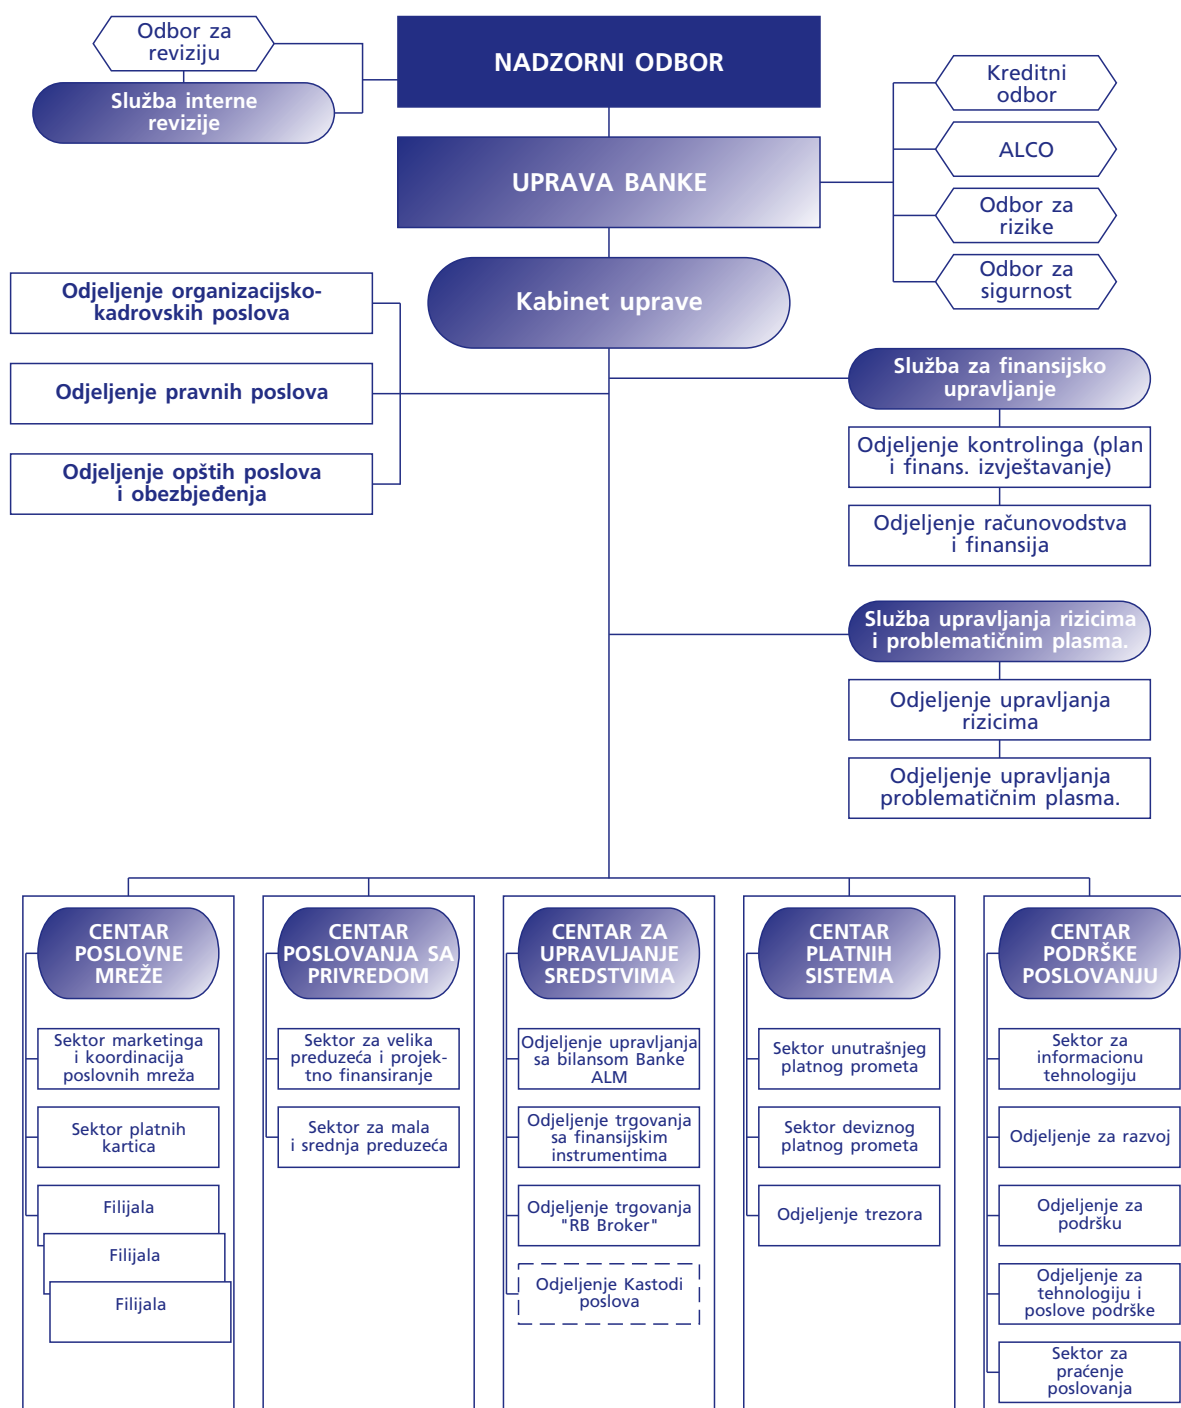 Odbor za
reviziju
Služba interne
revizije
NADZORNI ODBOR
UPRAVA BANKE
Kreditni
odbor
ALCO
Odbor za
rizike
Odbor za
sigurnost
Kabinet uprave
Odjeljenje organizacijsko-
kadrovskih poslova
Odjeljenje pravnih poslova
Odjeljenje opštih poslova
i obezbjeđenja
Služba za finansijsko
upravljanje
Odjeljenje kontrolinga (plan
i finans. izvještavanje)
Odjeljenje računovodstva
i finansija
Služba upravljanja rizicima
i problematičnim plasma.
Odjeljenje upravljanja
rizicima
Odjeljenje upravljanja
problematičnim plasma.
CENTAR
POSLOVNE
MREŽE
Sektor marketinga
i koordinacija
poslovnih mreža
Sektor platnih
kartica
Filijala
Filijala
Filijala
CENTAR
POSLOVANJA SA
PRIVREDOM
Sektor za velika
preduzeća i projek-
tno finansiranje
Sektor za mala
i srednja preduzeća
CENTAR ZA
UPRAVLJANJE
SREDSTVIMA
Odjeljenje upravljanja
sa bilansom Banke
ALM
Odjeljenje trgovanja
sa finansijskim
instrumentima
Odjeljenje trgovanja
"RB Broker"
Odjeljenje Kastodi
poslova
CENTAR
PLATNIH
SISTEMA
Sektor unutrašnjeg
platnog prometa
Sektor deviznog
platnog prometa
Odjeljenje trezora
CENTAR
PODRŠKE
POSLOVANJU
Sektor za
informacionu
tehnologiju
Odjeljenje za razvoj
Odjeljenje za
podršku
Odjeljenje za
tehnologiju i
poslove podrške
Sektor za
praćenje
poslovanja